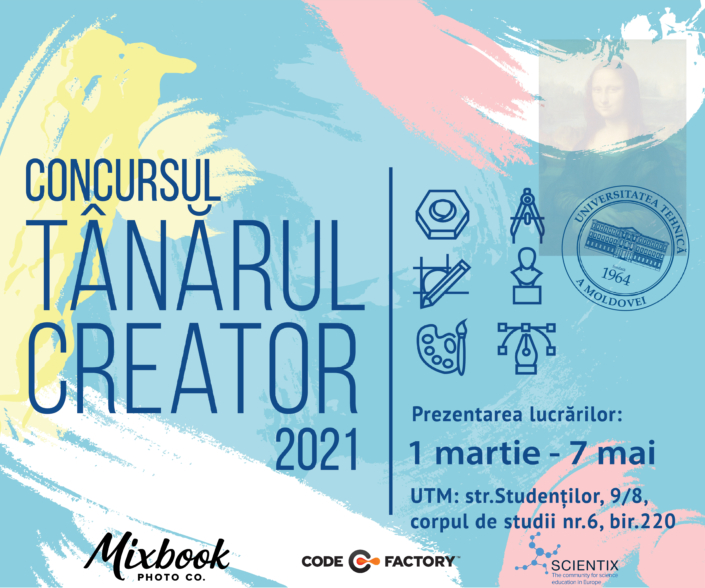 CONCURSUL
TÂNĂRUL
CREATOR
2021
UNIVERSITATEA TEHNICĂ
1964
A MOLDOVEI
Prezentarea lucrărilor:
1 martie - 7 mai
UTM: str.Studenților, 9/8,
corpul de studii nr.6, bir.220
Mixbook
PHOTO CO.
CODE FACTORY
SCIENTIX
The community for science
education in Europe